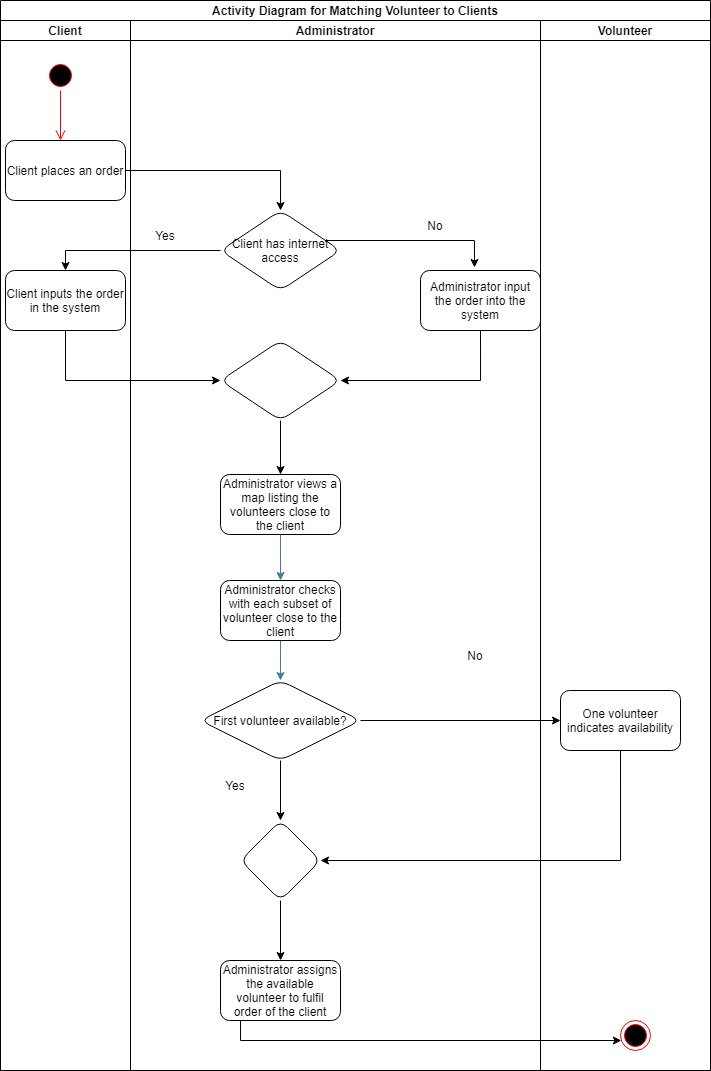 Activity Diagram for Matching Volunteer to Clients
Client
Administrator
Volunteer
Client places an order
Yes
Client has internet
access
No
Client inputs the order
in the system
Administrator input
the order into the
system
Administrator views a
map listing the
volunteers close to
the client
Administrator checks
with each subset of
volunteer close to the
client
No
First volunteer available?
One volunteer
indicates availability
Yes
Administrator assigns
the available
volunteer to fulfil
order of the client